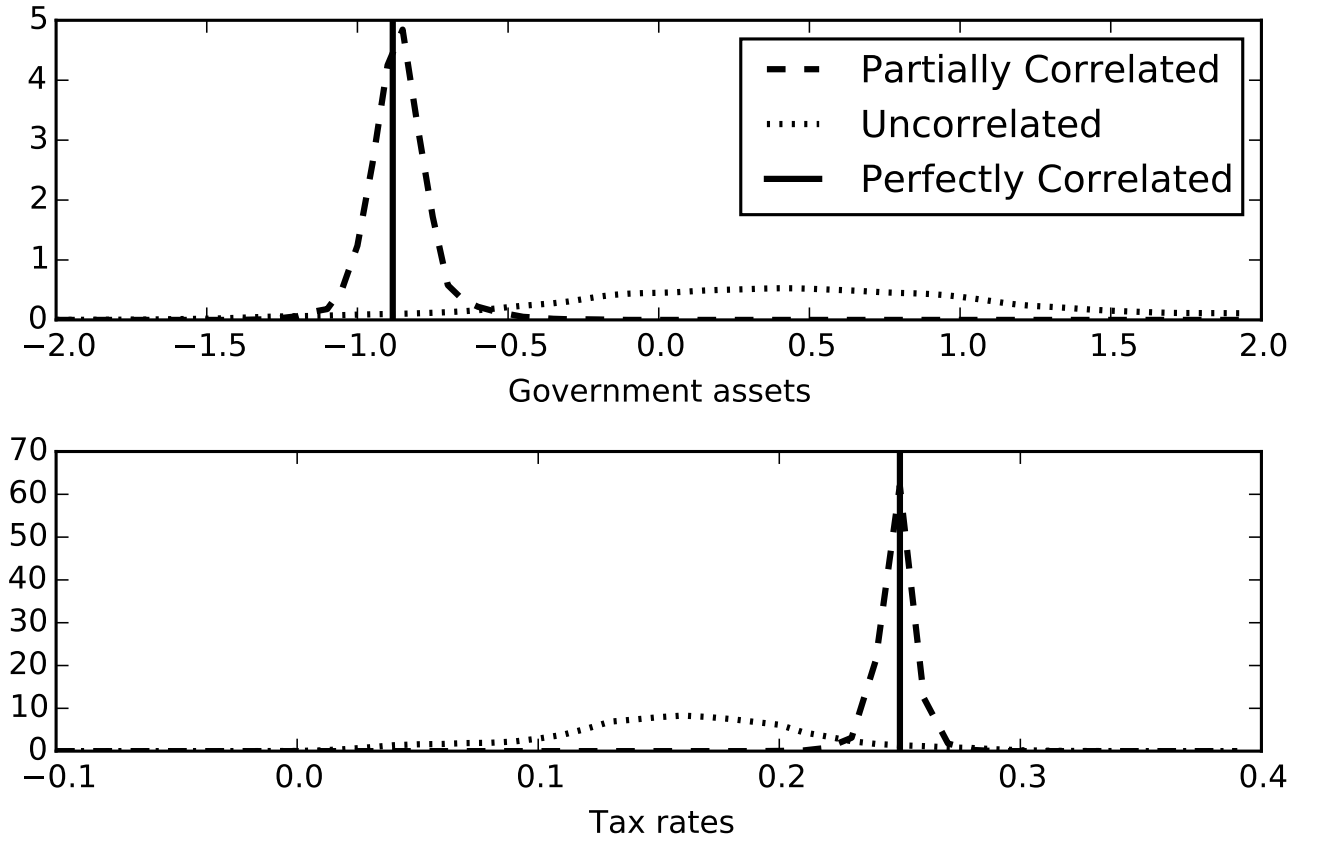 5
4
3
2
1
0
Partially Correlated
Uncorrelated
Perfectly Correlated
−2.0 −1.5 −1.0 −0.5 0.0 0.5 1.0 1.5 2.0
Government assets
70
60
50
40
30
20
10
0
−0.1 0.0 0.1 0.2 0.3 0.4
Tax rates